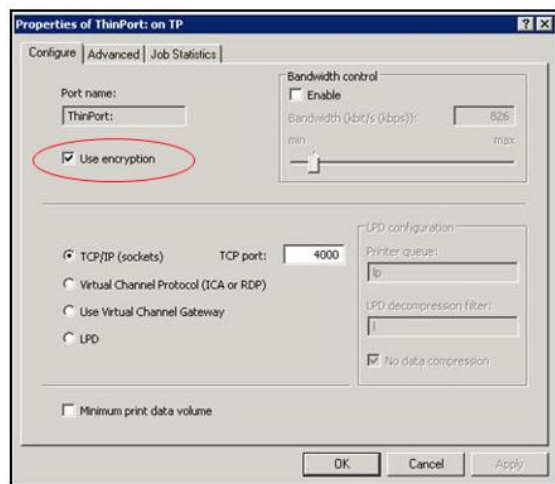 Properties of ThinPort: on TP
Configure Advanced Job Statistics
Port name:
ThinPort:
Use encryption
Bandwidth control
Enable
Bandwidth (kbit/s (kbps)): 826
min max
TCP/IP (sockets) TCP port: 4000
Virtual Channel Protocol (ICA or RDP)
Use Virtual Channel Gateway
LPD
LPD configuration
Printer queue:
lp
LPD decompression filter:
l
No data compression
Minimum print data volume
OK Cancel Apply